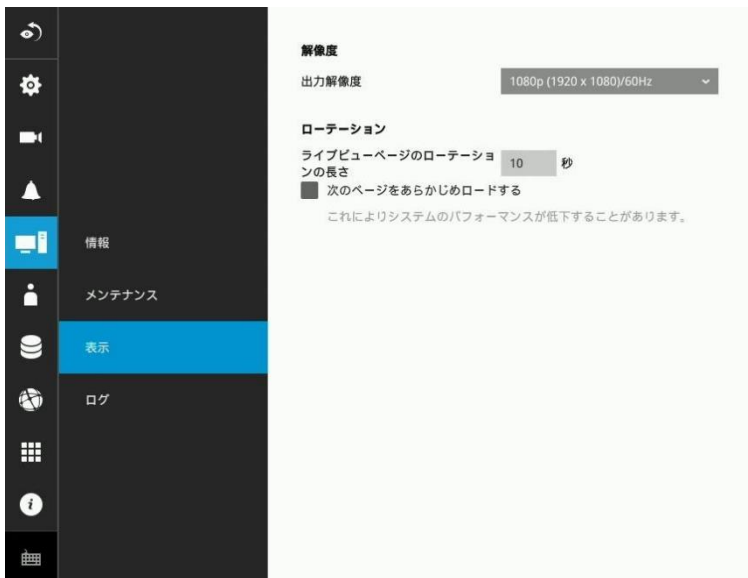 情報
メンテナンス
表示
ログ
解像度
出力解像度
1080p (1920 x 1080)/60Hz
ローテーション
ライブビューページのローテーショ
ンの長さ
10 秒
次のページをあらかじめロードする
これによりシステムのパフォーマンスが低下することがあります。